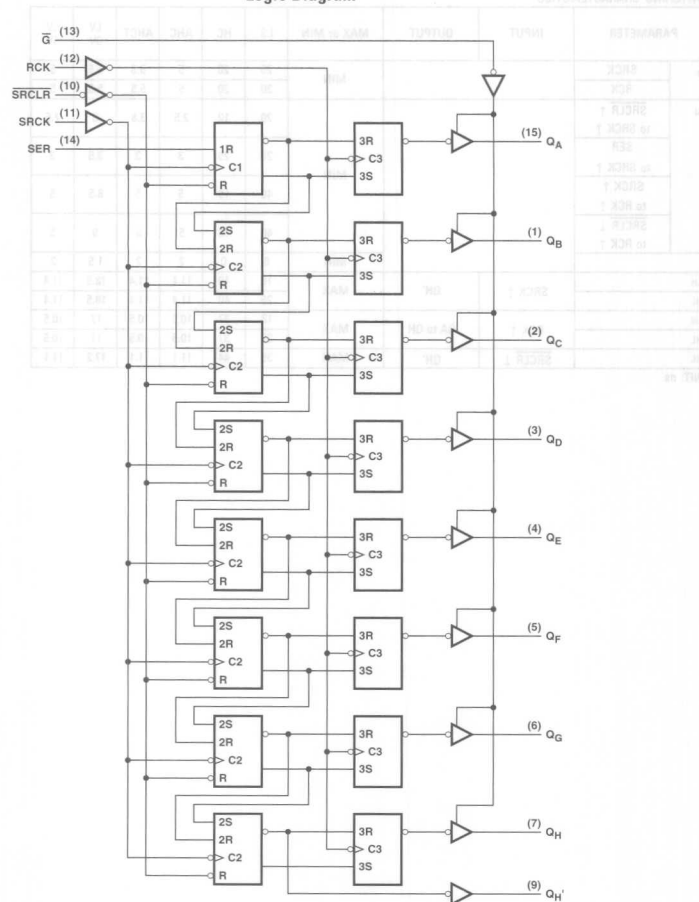 Logic Diagram
G (13)
RCK (12)
SRCLR (10)
SRCK (11)
SER (14)
1R
C1
R
3R
C3
3S
(15) QA
2S
2R
C2
R
3R
C3
3S
(1) QB
2S
2R
C2
R
3R
C3
3S
(2) QC
2S
2R
C2
R
3R
C3
3S
(3) QD
2S
2R
C2
R
3R
C3
3S
(4) QE
2S
2R
C2
R
3R
C3
3S
(5) QF
2S
2R
C2
R
3R
C3
3S
(6) QG
2S
2R
C2
R
3R
C3
3S
(7) QH
(9) QH'